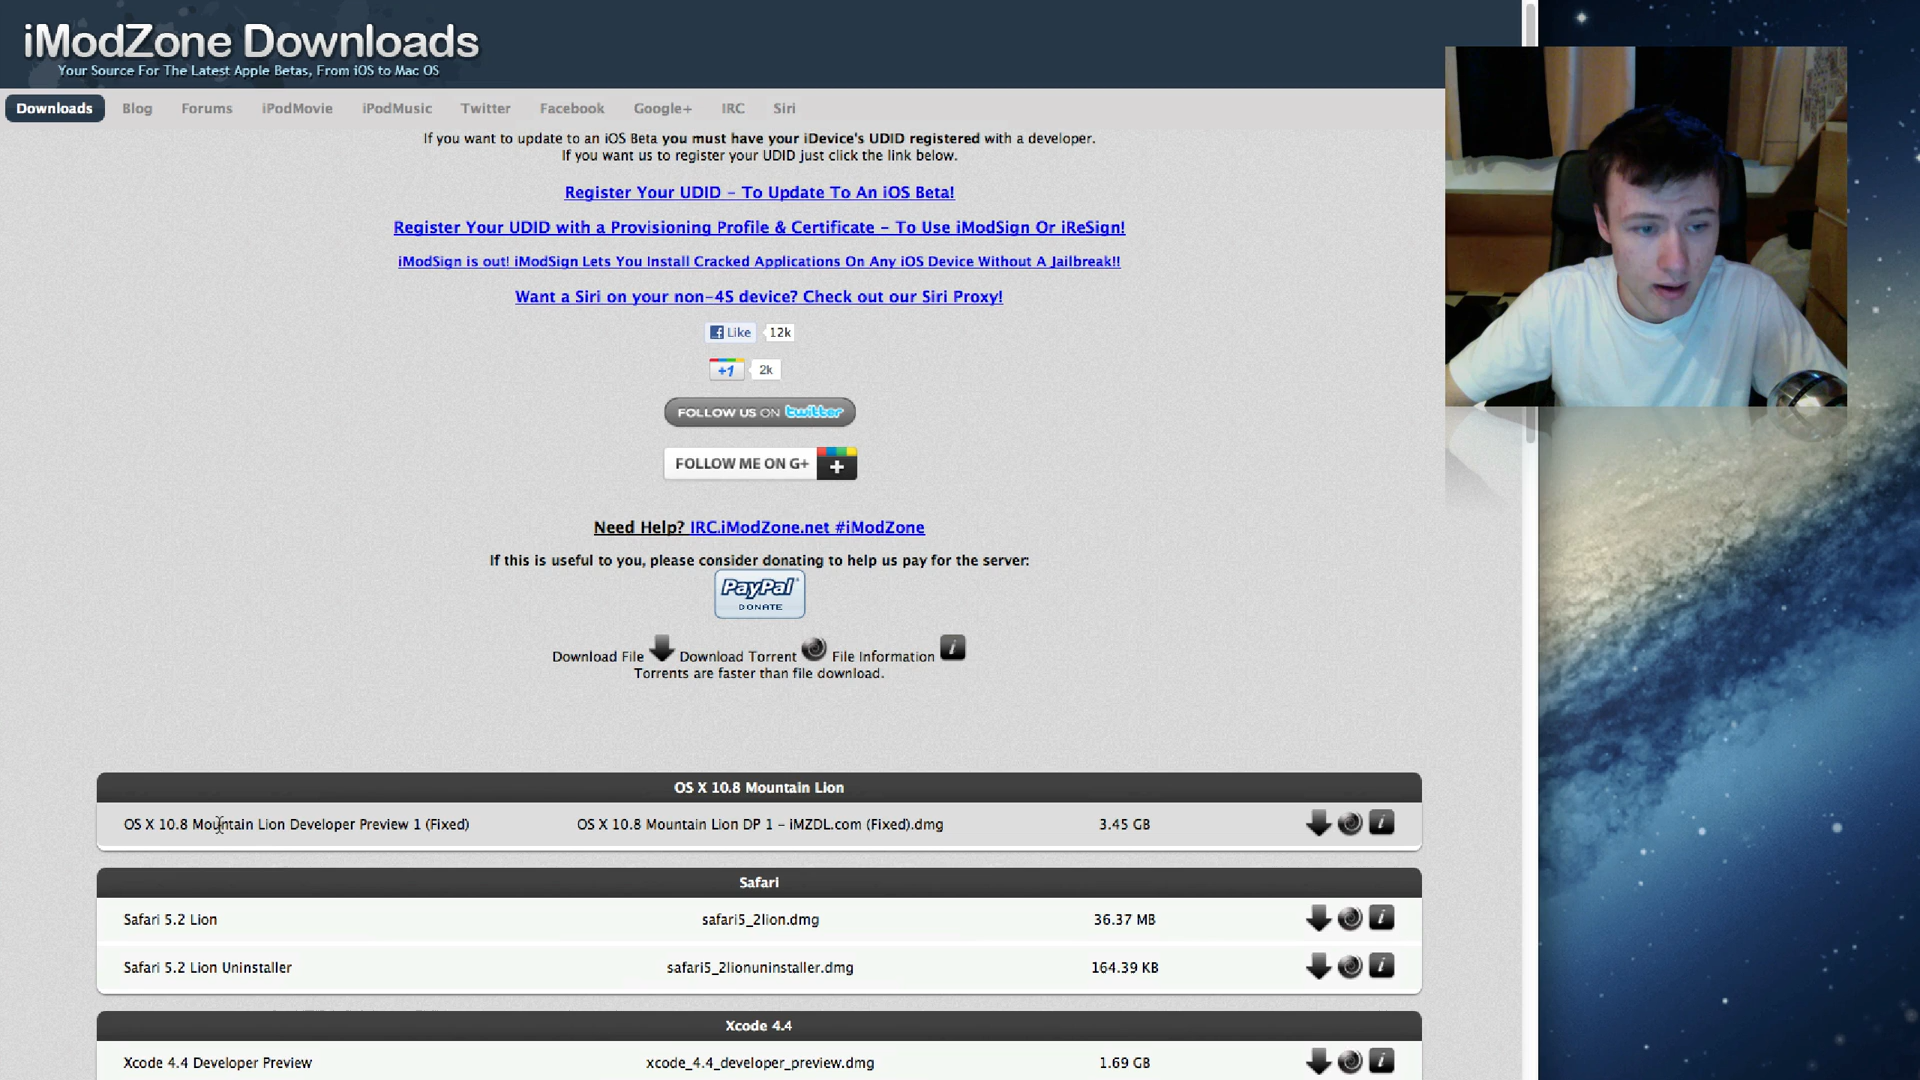 iModZone Downloads
Your Source For The Latest Apple Betas, From iOS to Mac OS
Downloads Blog Forums iPodMovie iPodMusic Twitter Facebook Google+ IRC Siri
If you want to update to an iOS Beta you must have your iDevice's UDID registered with a developer.
If you want us to register your UDID just click the link below.
Register Your UDID - To Update To An iOS Beta!
Register Your UDID with a Provisioning Profile & Certificate - To Use iModSign Or iReSign!
iModSign is out! iModSign Lets You Install Cracked Applications On Any iOS Device Without A Jailbreak!!
Want a Siri on your non-4S device? Check out our Siri Proxy!
Like 12k
+1 2k
FOLLOW US ON twitter
FOLLOW ME ON G+
Need Help? IRC.iModZone.net #iModZone
If this is useful to you, please consider donating to help us pay for the server:
PayPal
DONATE
Download File Download Torrent File Information i
Torrents are faster than file download.
OS X 10.8 Mountain Lion
OS X 10.8 Mountain Lion Developer Preview 1 (Fixed) OS X 10.8 Mountain Lion DP 1 - iMZDL.com (Fixed).dmg 3.45 GB i
Safari
Safari 5.2 Lion safari5_2lion.dmg 36.37 MB i
Safari 5.2 Lion Uninstaller safari5_2lionuninstaller.dmg 164.39 KB i
Xcode 4.4
Xcode 4.4 Developer Preview xcode_4.4_developer_preview.dmg 1.69 GB i